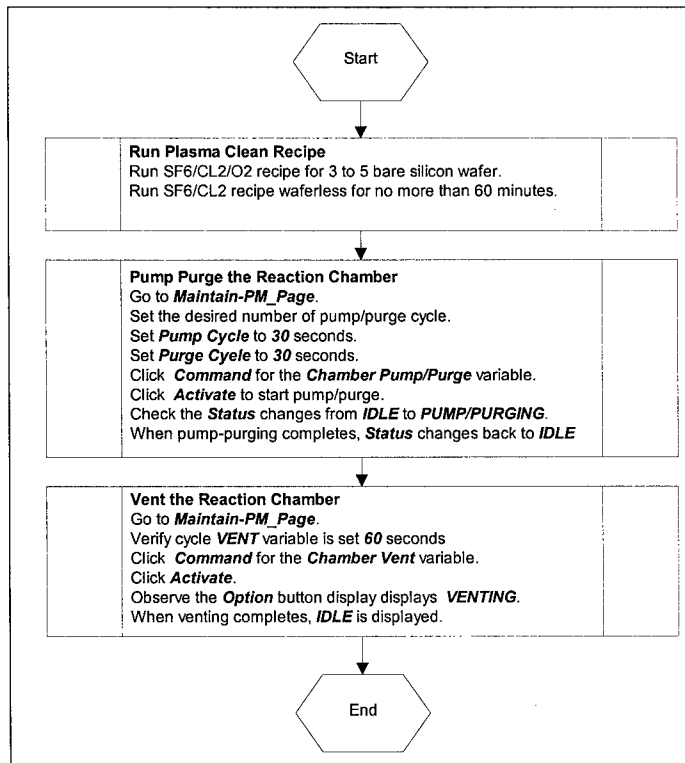 Start
Run Plasma Clean Recipe
Run SF6/CL2/O2 recipe for 3 to 5 bare silicon wafer.
Run SF6/CL2 recipe waferless for no more than 60 minutes.
Pump Purge the Reaction Chamber
Go to Maintain-PM_Page.
Set the desired number of pump/purge cycle.
Set Pump Cycle to 30 seconds.
Set Purge Cycle to 30 seconds.
Click Command for the Chamber Pump/Purge variable.
Click Activate to start pump/purge.
Check the Status changes from IDLE to PUMP/PURGING.
When pump-purging completes, Status changes back to IDLE
Vent the Reaction Chamber
Go to Maintain-PM_Page.
Verify cycle VENT variable is set 60 seconds
Click Command for the Chamber Vent variable.
Click Activate.
Observe the Option button display displays VENTING.
When venting completes, IDLE is displayed.
End